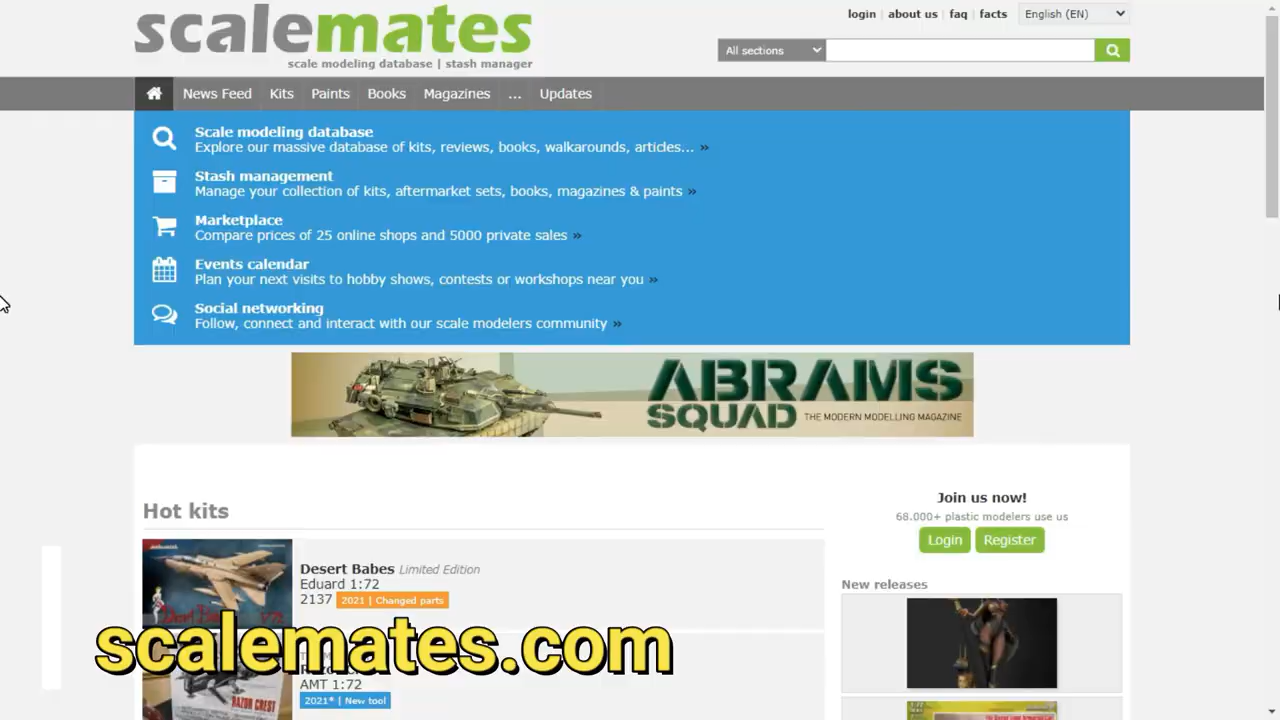 scalemates
scale modeling database | stash manager
login | about us | faq | facts
English (EN)
All sections
News Feed Kits Paints Books Magazines ... Updates
Scale modeling database
Explore our massive database of kits, reviews, books, walkarounds, articles... »
Stash management
Manage your collection of kits, aftermarket sets, books, magazines & paints »
Marketplace
Compare prices of 25 online shops and 5000 private sales »
Events calendar
Plan your next visits to hobby shows, contests or workshops near you »
Social networking
Follow, connect and interact with our scale modelers community »
ABRAMS
SQUAD THE MODERN MODELLING MAGAZINE
Hot kits
Desert Babes Limited Edition
Eduard 1:72
2137 2021 | Changed parts
Desert Babes 1/72
AMT 1:72
2021* | New tool
RAZOR CREST
scalemates.com
Join us now!
68.000+ plastic modelers use us
Login Register
New releases